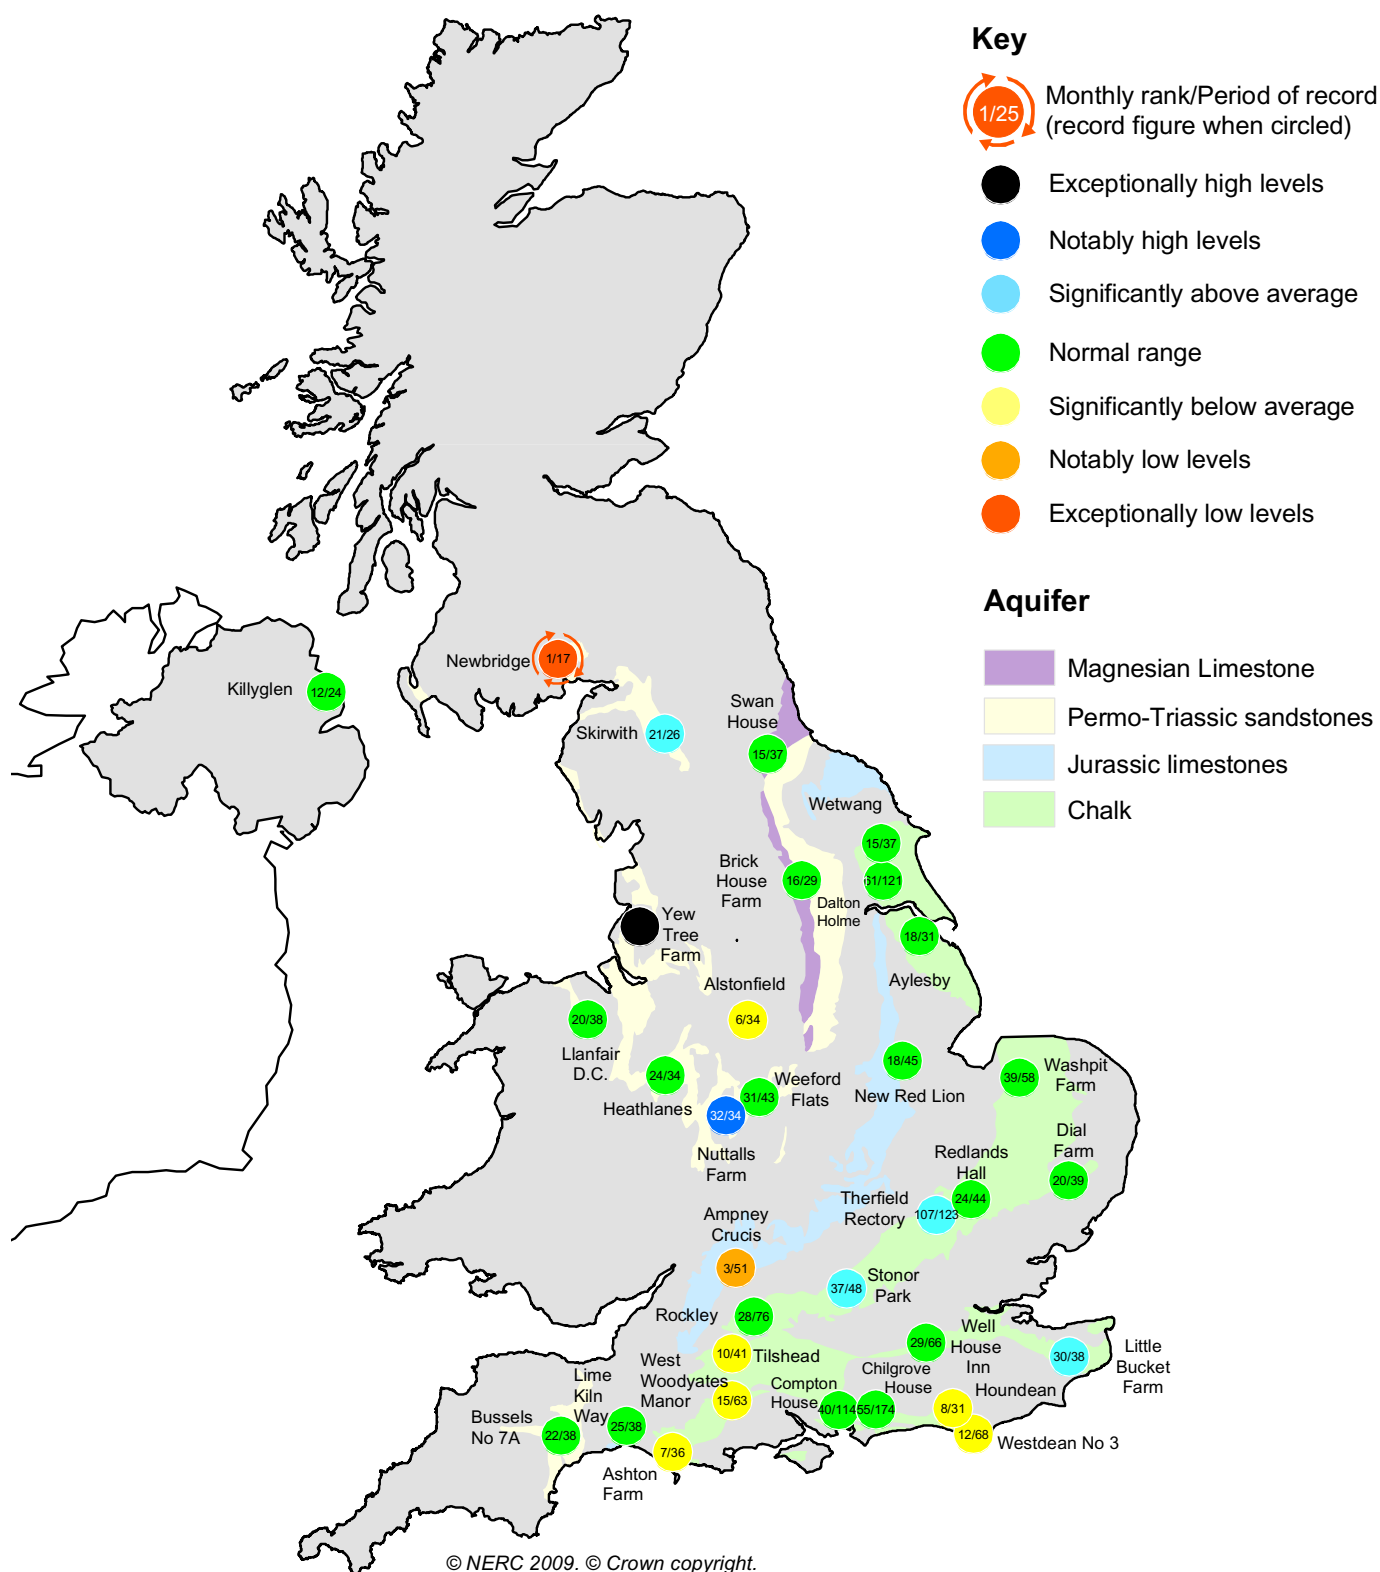 Key
1/25
Monthly rank/Period of record
(record figure when circled)
Exceptionally high levels
Notably high levels
Significantly above average
Normal range
Significantly below average
Notably low levels
Exceptionally low levels
Aquifer
Magnesian Limestone
Permo-Triassic sandstones
Jurassic limestones
Chalk
Newbridge
1/17
Killyglen
12/24
Skirwith
21/26
Swan
House
15/37
Wetwang
15/37
61/121
Dalton
Holme
Brick
House
Farm
16/29
Yew
Tree
Farm
18/31
Aylesby
Alstonfield
6/34
20/38
Llanfair
D.C.
24/34
Heathlanes
Weeford
Flats
31/43
32/34
Nuttalls
Farm
18/45
New Red Lion
39/58
Washpit
Farm
Dial
Farm
20/39
Redlands
Hall
24/44
Therfield
Rectory
107/123
Ampney
Crucis
3/51
37/48
Stonor
Park
Rockley
28/76
10/41
Tilshead
29/66
Well
House
Inn
30/38
Little
Bucket
Farm
West
Woodyates
Manor
15/63
Compton
House
40/114
Chilgrove
House
55/174
Houndean
8/31
12/68
Westdean No 3
Lime
Kiln
Way
25/38
Bussels
No 7A
22/38
7/36
Ashton
Farm
© NERC 2009. © Crown copyright.